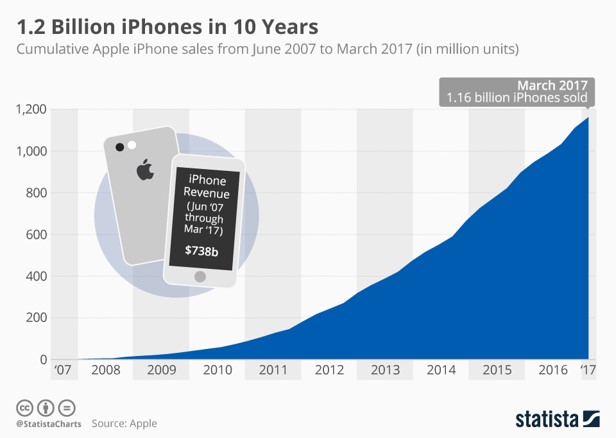 1.2 Billion iPhones in 10 Years
Cumulative Apple iPhone sales from June 2007 to March 2017 (in million units)
March 2017
1.16 billion iPhones sold
1,200
1,000
800
600
400
200
0
iPhone
Revenue
(Jun ‘07
through
Mar ‘17)
$738b
‘07 2008 2009 2010 2011 2012 2013 2014 2015 2016 ‘17
cc
@StatistaCharts Source: Apple
statista